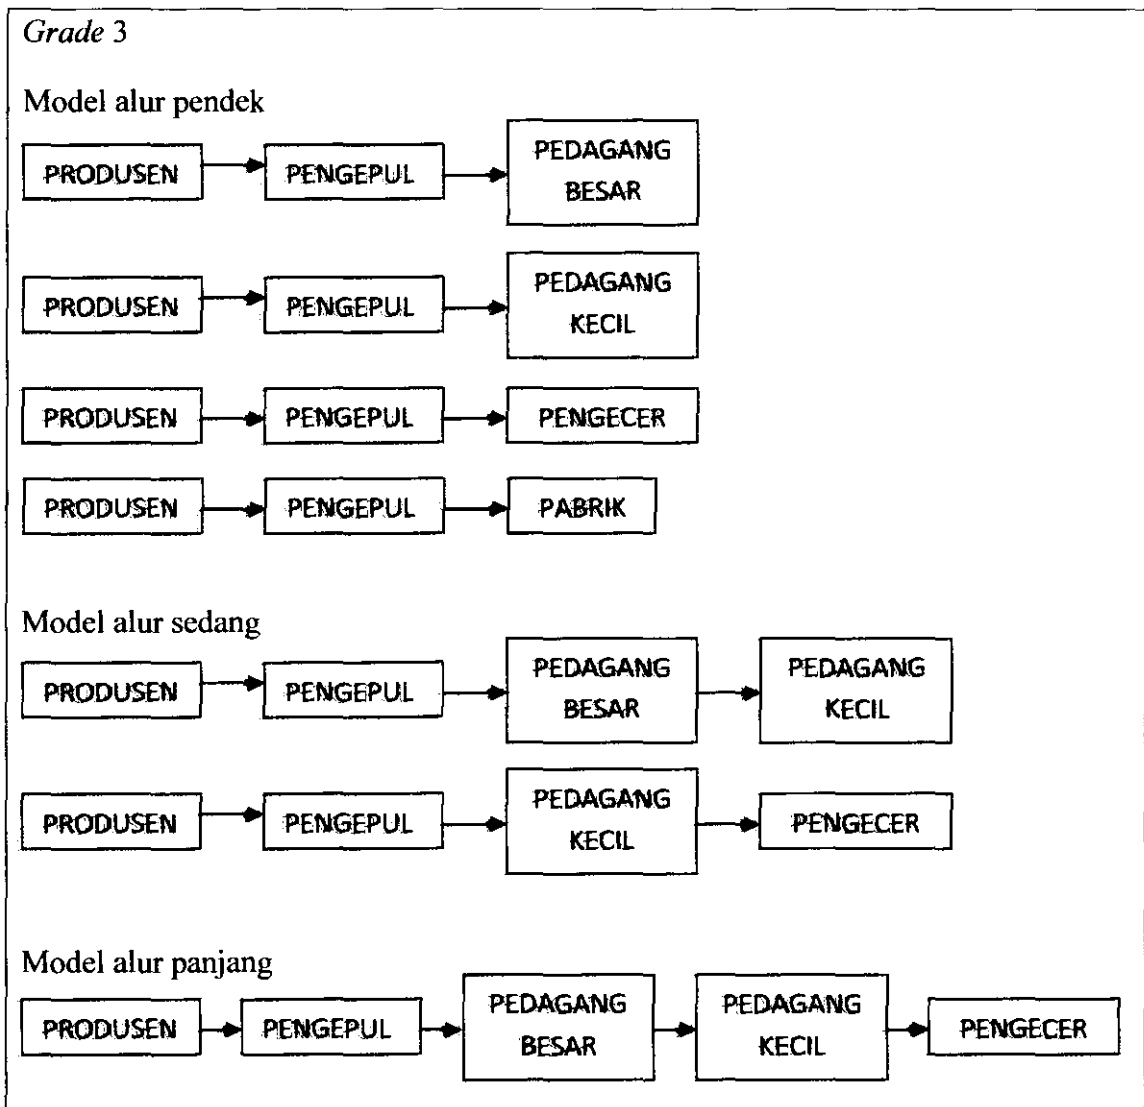 Grade 3
Model alur pendek
PRODUSEN PENGEPUL PEDAGANG
BESAR
PRODUSEN PENGEPUL PEDAGANG
KECIL
PRODUSEN PENGEPUL PENGECER
PRODUSEN PENGEPUL PABRIK
Model alur sedang
PRODUSEN PENGEPUL PEDAGANG
BESAR PEDAGANG
KECIL
PRODUSEN PENGEPUL PEDAGANG
KECIL PENGECER
Model alur panjang
PRODUSEN PENGEPUL PEDAGANG
BESAR PEDAGANG
KECIL PENGECER